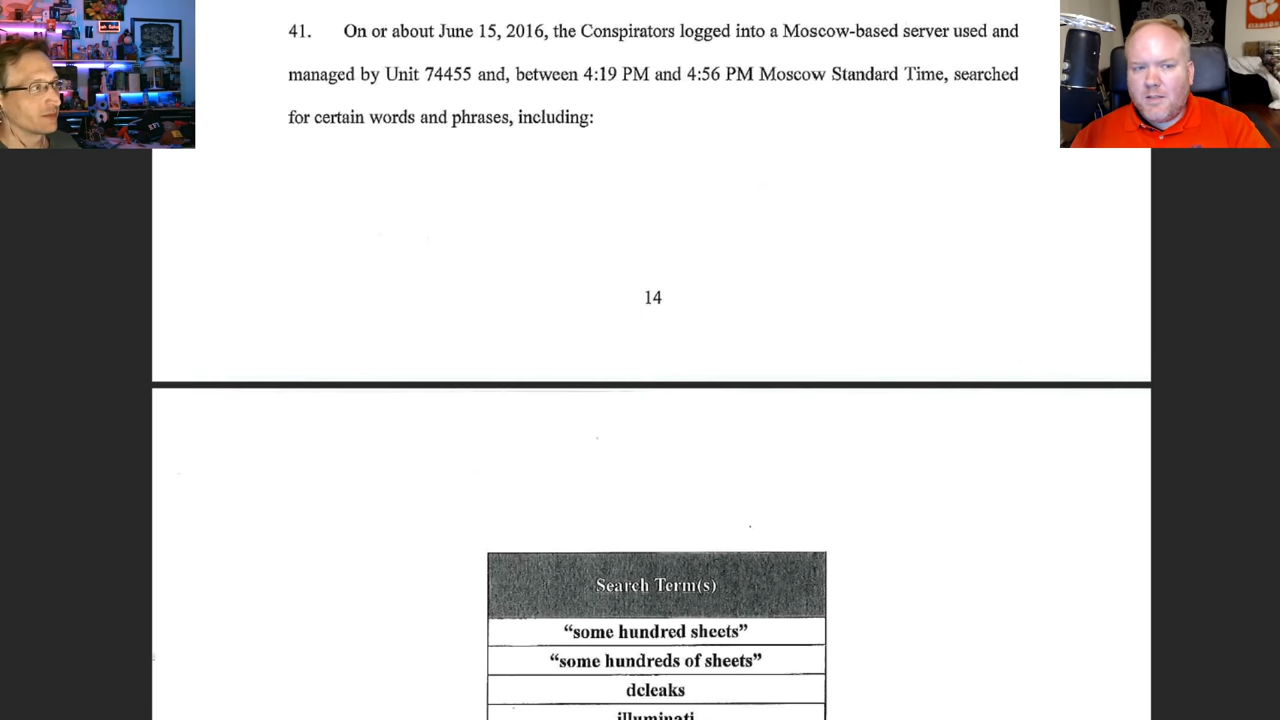 41. On or about June 15, 2016, the Conspirators logged into a Moscow-based server used and
managed by Unit 74455 and, between 4:19 PM and 4:56 PM Moscow Standard Time, searched
for certain words and phrases, including:
14
Search Term(s)
“some hundred sheets”
“some hundreds of sheets”
dcleaks
illuminati